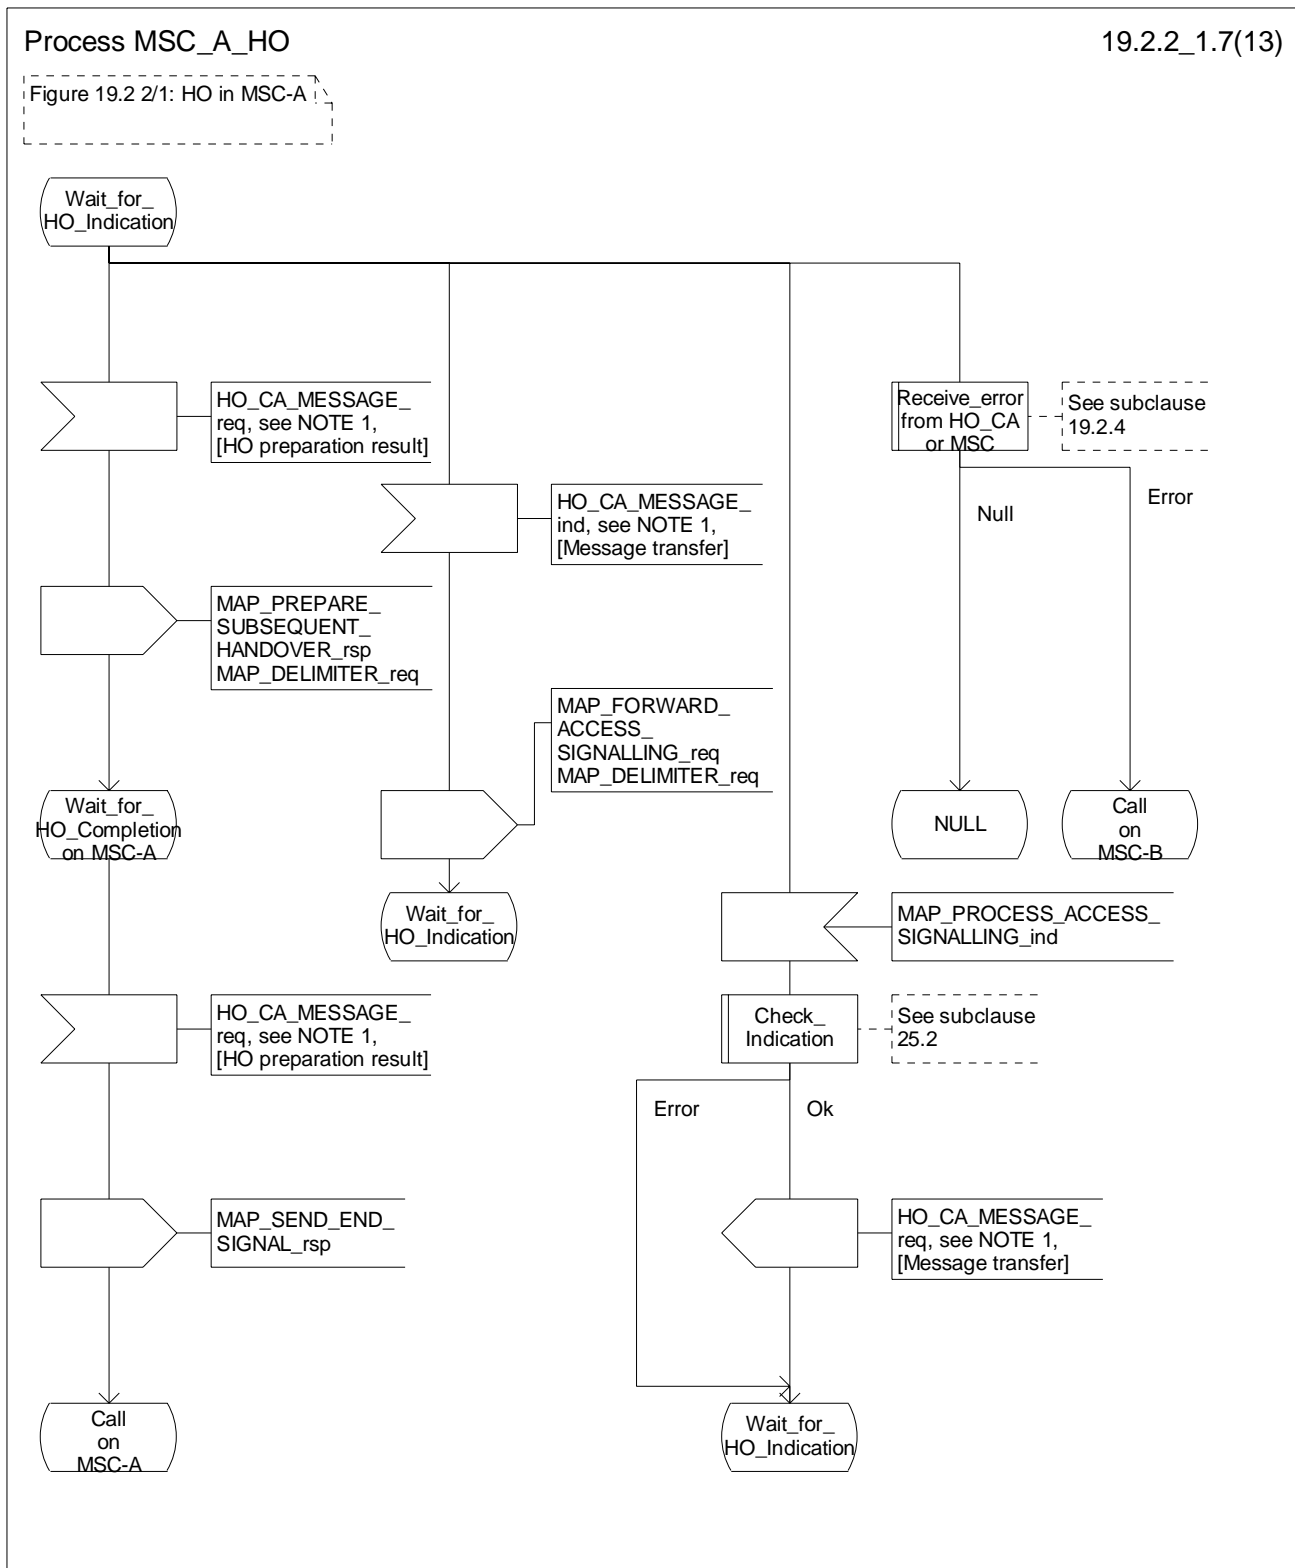 Process MSC_A_HO
19.2.2_1.7(13)
Figure 19.2 2/1: HO in MSC-A
Wait_for_
HO_Indication
HO_CA_MESSAGE_
req, see NOTE 1,
[HO preparation result]
Receive_error
from HO_CA
or MSC
See subclause
19.2.4
HO_CA_MESSAGE_
ind, see NOTE 1,
[Message transfer]
Null
Error
MAP_PREPARE_
SUBSEQUENT_
HANDOVER_rsp
MAP_DELIMITER_req
MAP_FORWARD_
ACCESS_
SIGNALLING_req
MAP_DELIMITER_req
Wait_for_
HO_Completion
on MSC-A
NULL
Call
on
MSC-B
Wait_for_
HO_Indication
MAP_PROCESS_ACCESS_
SIGNALLING_ind
HO_CA_MESSAGE_
req, see NOTE 1,
[HO preparation result]
Check_
Indication
See subclause
25.2
Error
Ok
MAP_SEND_END_
SIGNAL_rsp
HO_CA_MESSAGE_
req, see NOTE 1,
[Message transfer]
Call
on
MSC-A
Wait_for_
HO_Indication